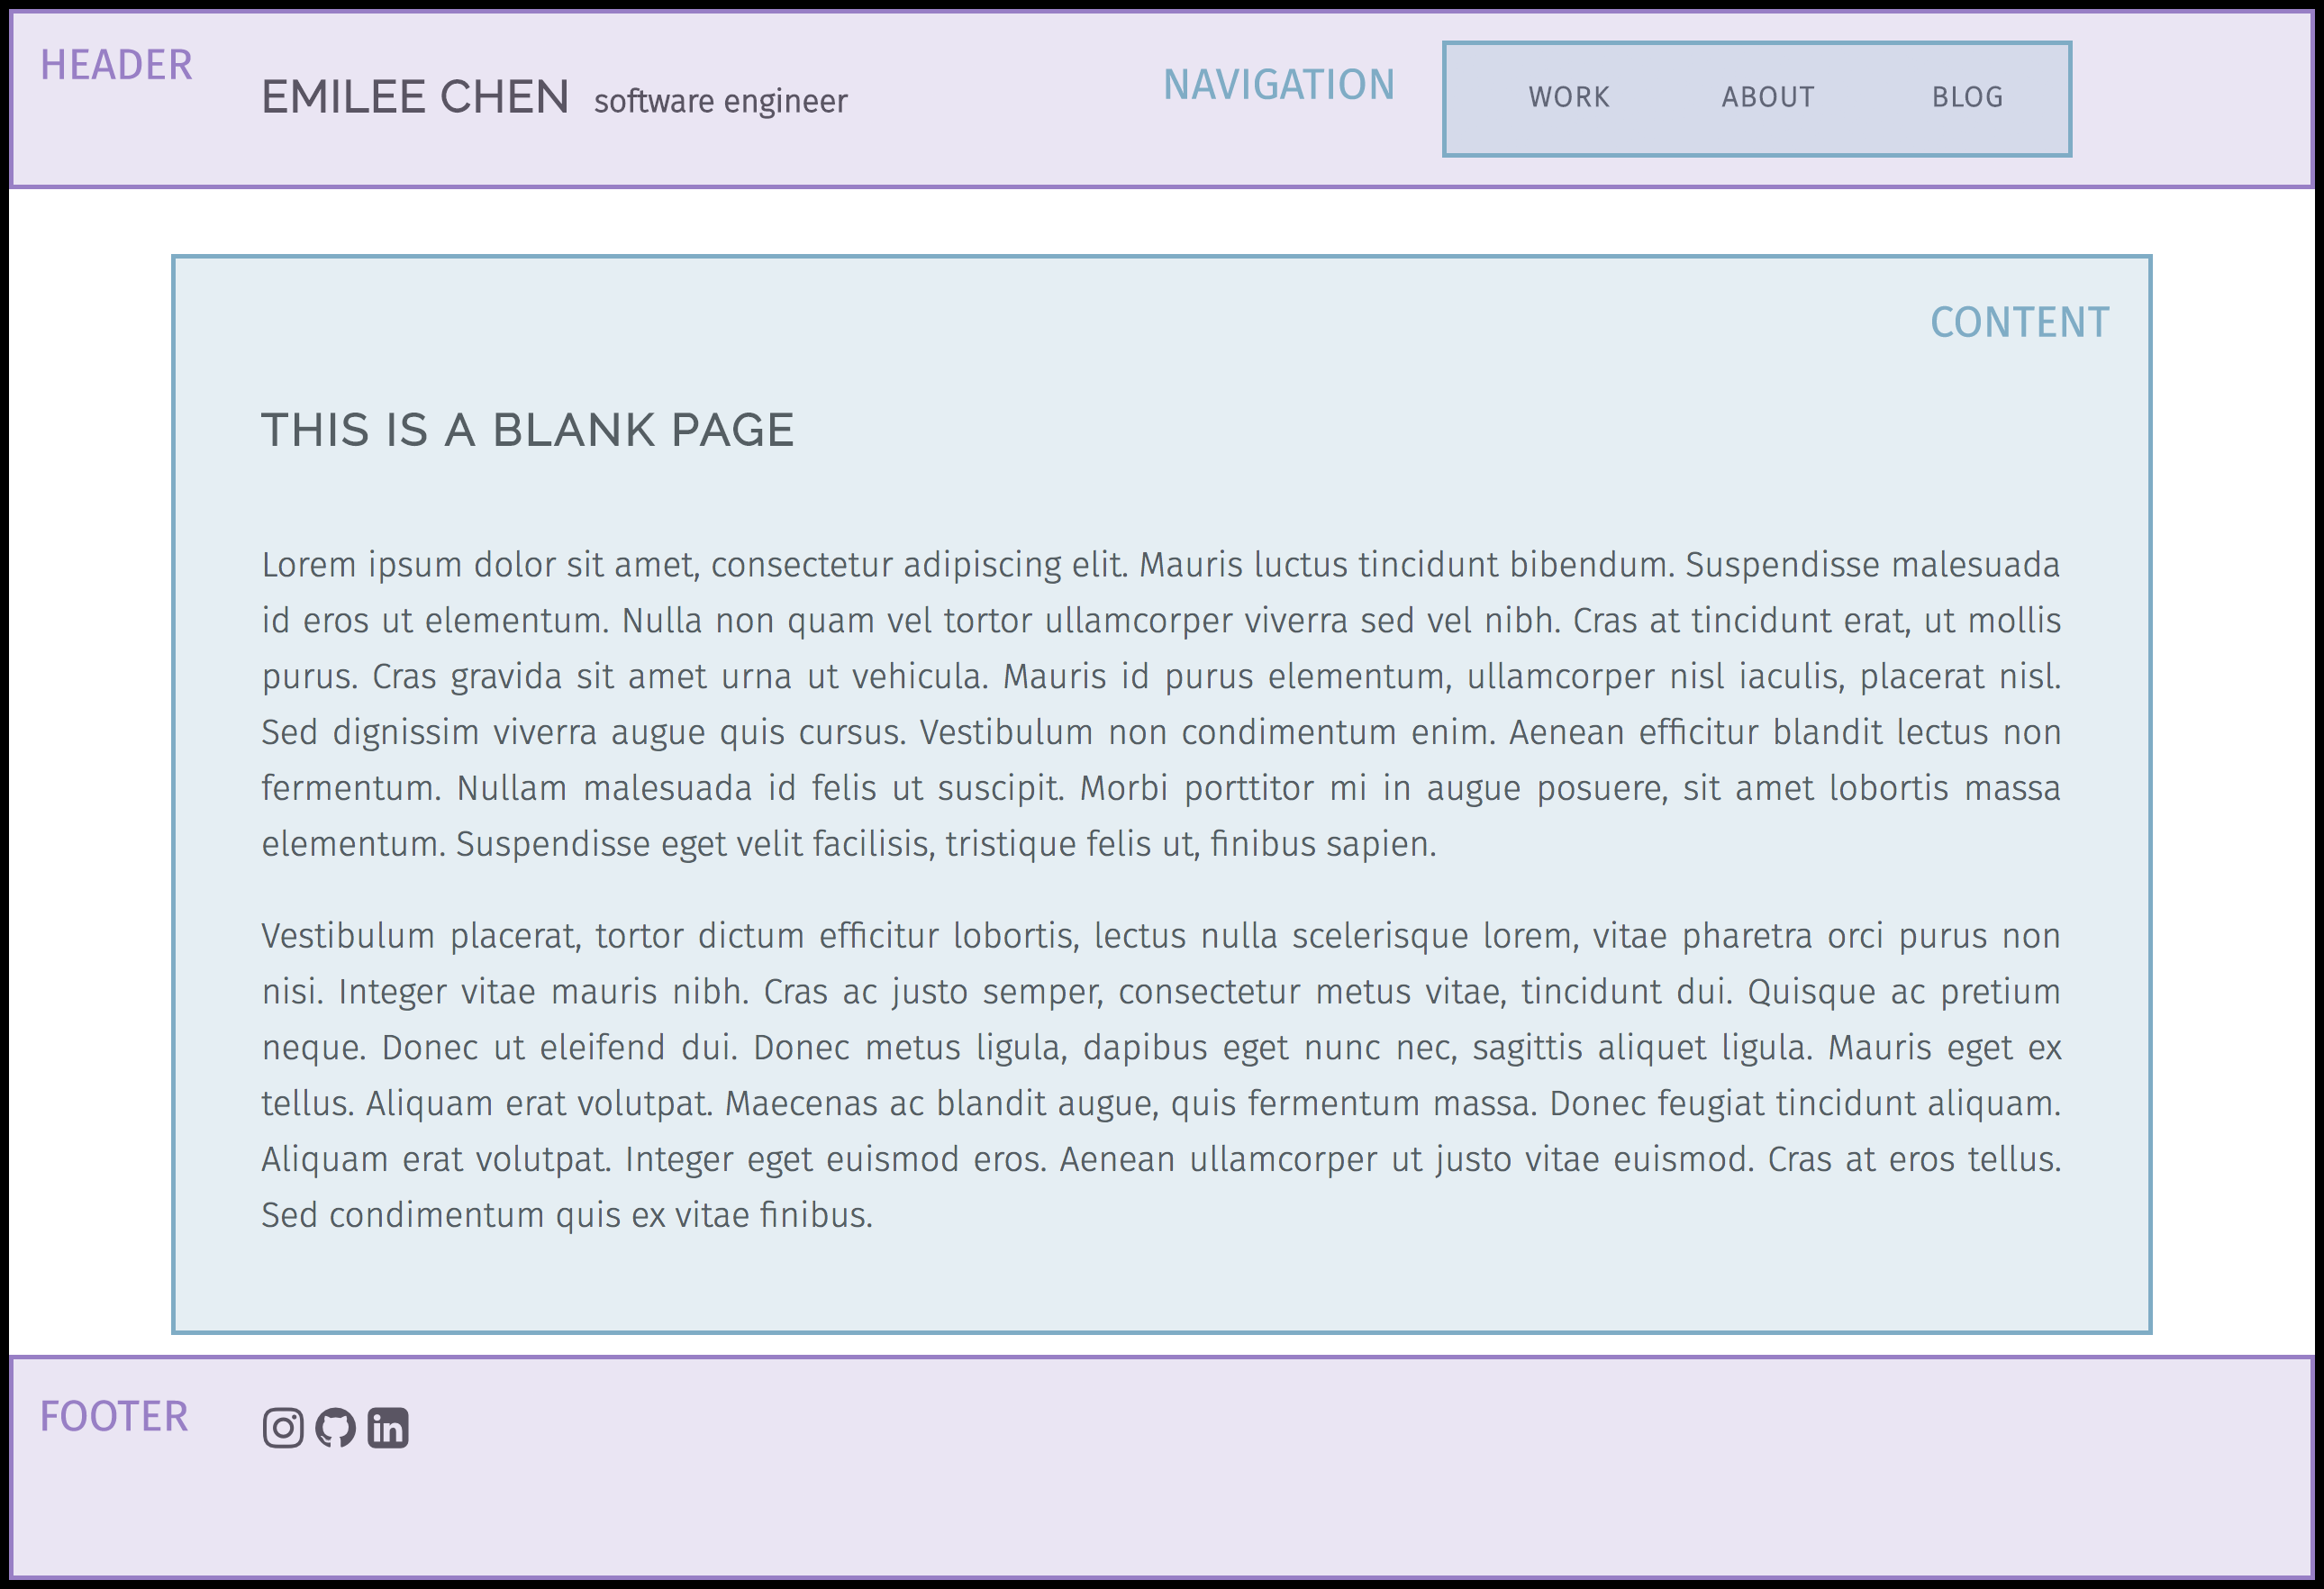 HEADER
EMILEE CHEN software engineer
NAVIGATION
WORK ABOUT BLOG
CONTENT
THIS IS A BLANK PAGE
Lorem ipsum dolor sit amet, consectetur adipiscing elit. Mauris luctus tincidunt bibendum. Suspendisse malesuada
id eros ut elementum. Nulla non quam vel tortor ullamcorper viverra sed vel nibh. Cras at tincidunt erat, ut mollis
purus. Cras gravida sit amet urna ut vehicula. Mauris id purus elementum, ullamcorper nisl iaculis, placerat nisl.
Sed dignissim viverra augue quis cursus. Vestibulum non condimentum enim. Aenean efficitur blandit lectus non
fermentum. Nullam malesuada id felis ut suscipit. Morbi porttitor mi in augue posuere, sit amet lobortis massa
elementum. Suspendisse eget velit facilisis, tristique felis ut, finibus sapien.
Vestibulum placerat, tortor dictum efficitur lobortis, lectus nulla scelerisque lorem, vitae pharetra orci purus non
nisi. Integer vitae mauris nibh. Cras ac justo semper, consectetur metus vitae, tincidunt dui. Quisque ac pretium
neque. Donec ut eleifend dui. Donec metus ligula, dapibus eget nunc nec, sagittis aliquet ligula. Mauris eget ex
tellus. Aliquam erat volutpat. Maecenas ac blandit augue, quis fermentum massa. Donec feugiat tincidunt aliquam.
Aliquam erat volutpat. Integer eget euismod eros. Aenean ullamcorper ut justo vitae euismod. Cras at eros tellus.
Sed condimentum quis ex vitae finibus.
FOOTER
in